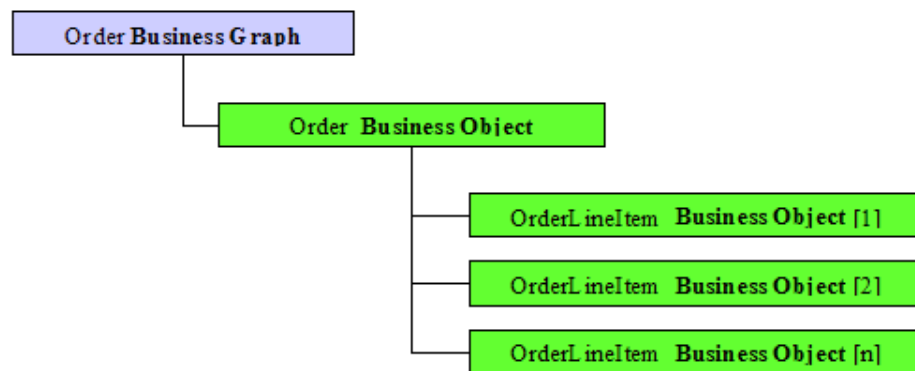 Order Business Graph
Order Business Object
OrderLineItem Business Object [1]
OrderLineItem Business Object [2]
OrderLineItem Business Object [n]